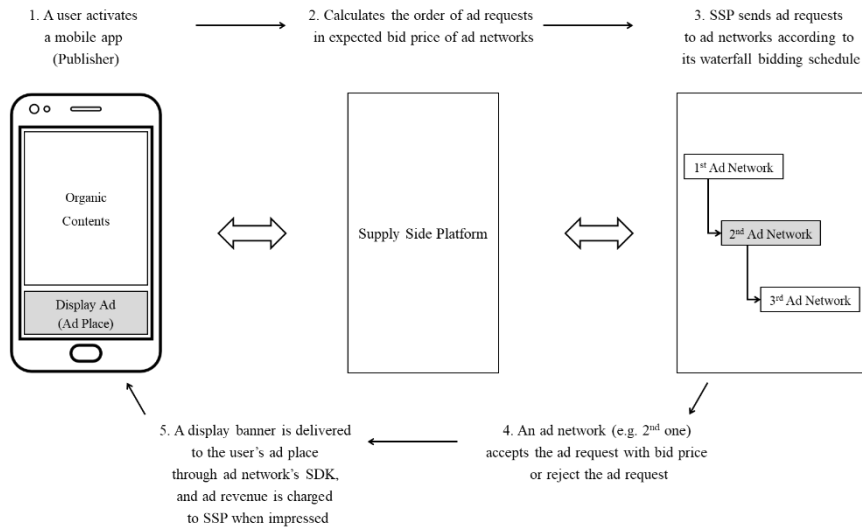 1. A user activates
a mobile app
(Publisher)
2. Calculates the order of ad requests
in expected bid price of ad networks
3. SSP sends ad requests
to ad networks according to
its waterfall bidding schedule
Organic
Contents
Display Ad
(Ad Place)
Supply Side Platform
1st Ad Network
2nd Ad Network
3rd Ad Network
4. An ad network (e.g. 2nd one)
accepts the ad request with bid price
or reject the ad request
5. A display banner is delivered
to the user's ad place
through ad network's SDK,
and ad revenue is charged
to SSP when impressed